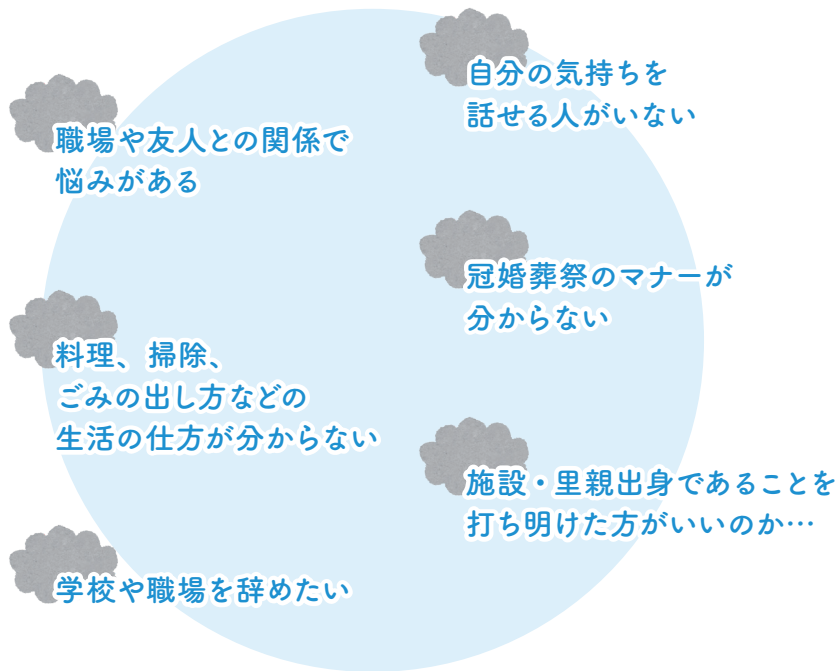 職場や友人との関係で
悩みがある
料理、掃除、
ごみの出し方などの
生活の仕方が分からない
学校や職場を辞めたい
自分の気持ちを
話せる人がいない
冠婚葬祭のマナーが
分からない
施設・里親出身であることを
打ち明けた方がいいのか…